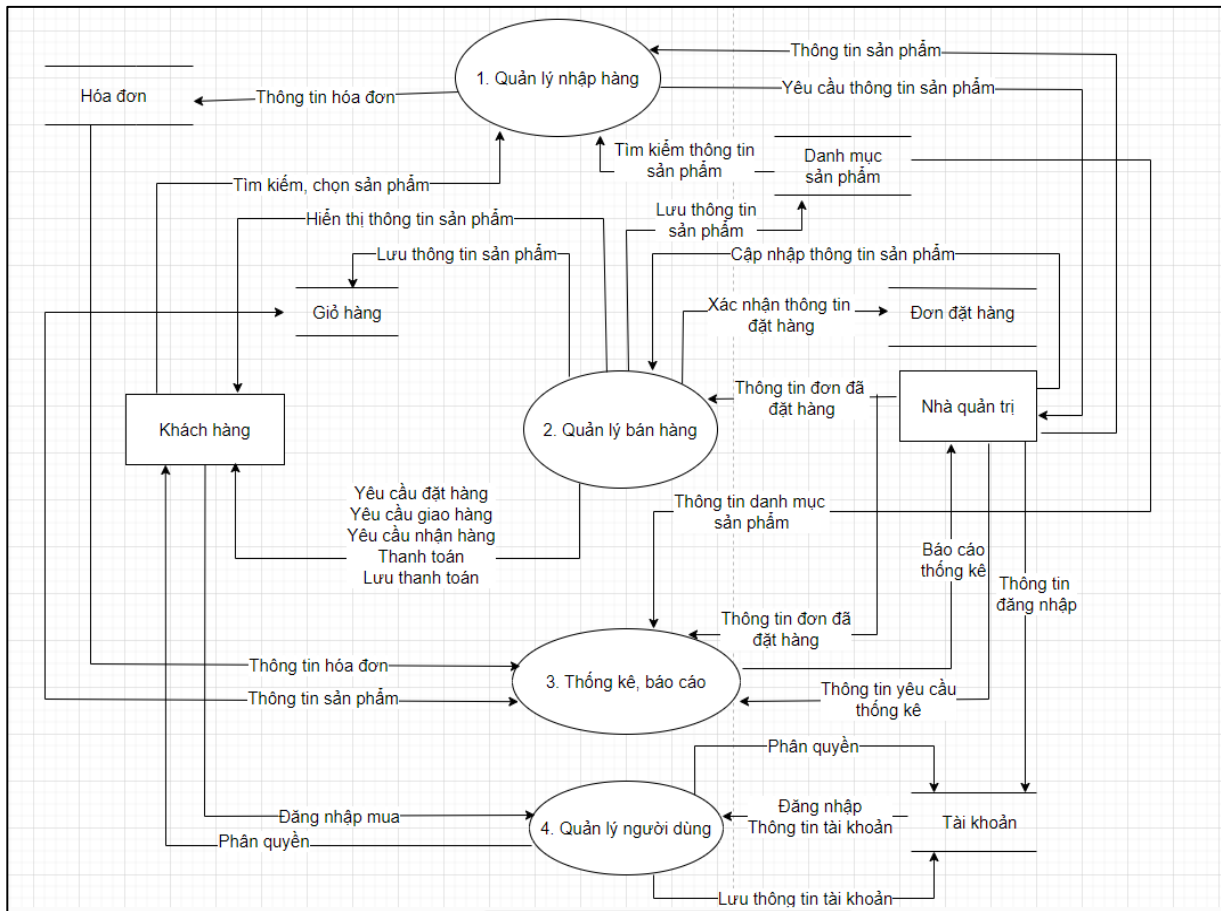 Thông tin sản phẩm
1. Quản lý nhập hàng
Yêu cầu thông tin sản phẩm
Hóa đơn
Thông tin hóa đơn
Tìm kiểm thông tin
sản phẩm
Danh mục
sản phẩm
Tìm kiếm, chọn sản phẩm
Lưu thông tin
sản phẩm
Hiển thị thông tin sản phẩm
Lưu thông tin sản phẩm
Cập nhập thông tin sản phẩm
Giỏ hàng
Xác nhận thông tin
đặt hàng
Đơn đặt hàng
Thông tin đơn đã
đặt hàng
Nhà quản trị
Khách hàng
2. Quản lý bán hàng
Yêu cầu đặt hàng
Yêu cầu giao hàng
Yêu cầu nhận hàng
Thanh toán
Lưu thanh toán
Thông tin danh mục
sản phẩm
Báo cáo
thống kê
Thông tin
đăng nhập
Thông tin đơn đã
đặt hàng
Thông tin hóa đơn
3. Thống kê, báo cáo
Thông tin sản phẩm
Thông tin yêu cầu
thống kê
Phân quyền
Đăng nhập mua
Đăng nhập
Thông tin tài khoản
4. Quản lý người dùng
Tài khoản
Phân quyền
Lưu thông tin tài khoản